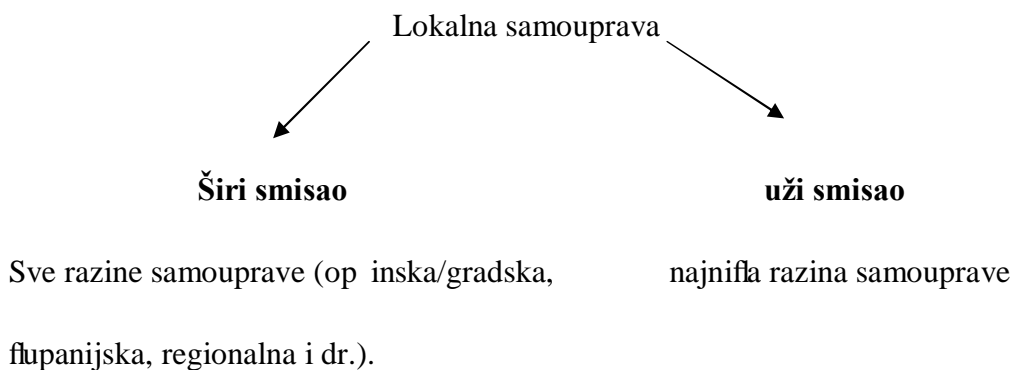 Lokalna samouprava
Širi smisao
uži smisao
Sve razine samouprave (op inska/gradska,
flupanijska, regionalna i dr.).
najnifla razina samouprave